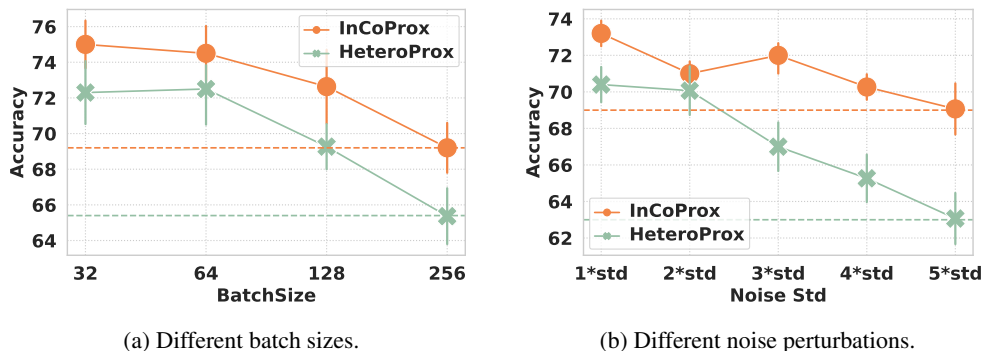 76
74
72
70
68
66
64
Accuracy
InCoProx
HeteroProx
32 64 128 256
BatchSize
(a) Different batch sizes.
74
72
70
68
66
64
62
Accuracy
InCoProx
HeteroProx
1*std 2*std 3*std 4*std 5*std
Noise Std
(b) Different noise perturbations.